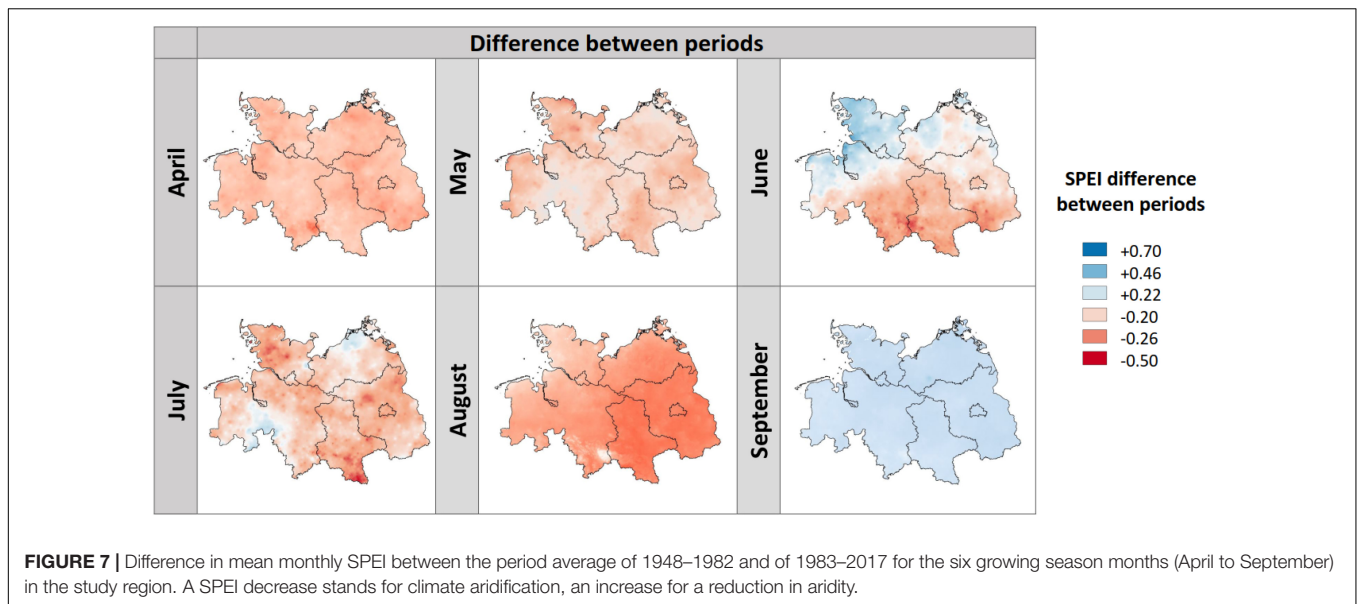 Difference between periods
April
May
June
SPEI difference
between periods
+0.70
+0.46
+0.22
-0.20
-0.26
-0.50
July
August
September
FIGURE 7 | Difference in mean monthly SPEI between the period average of 1948–1982 and of 1983–2017 for the six growing season months (April to September)
in the study region. A SPEI decrease stands for climate aridification, an increase for a reduction in aridity.